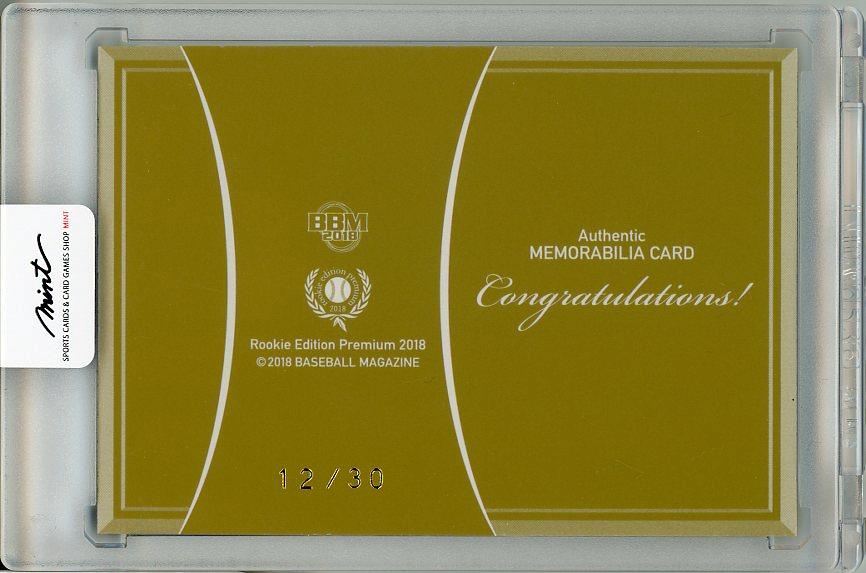 mint
SPORTS CARDS & CARD GAMES SHOP MINT
BBM
2018
rookie edition premium
2018
Rookie Edition Premium 2018
©2018 BASEBALL MAGAZINE
12/30
Authentic
MEMORABILIA CARD
Congratulations!